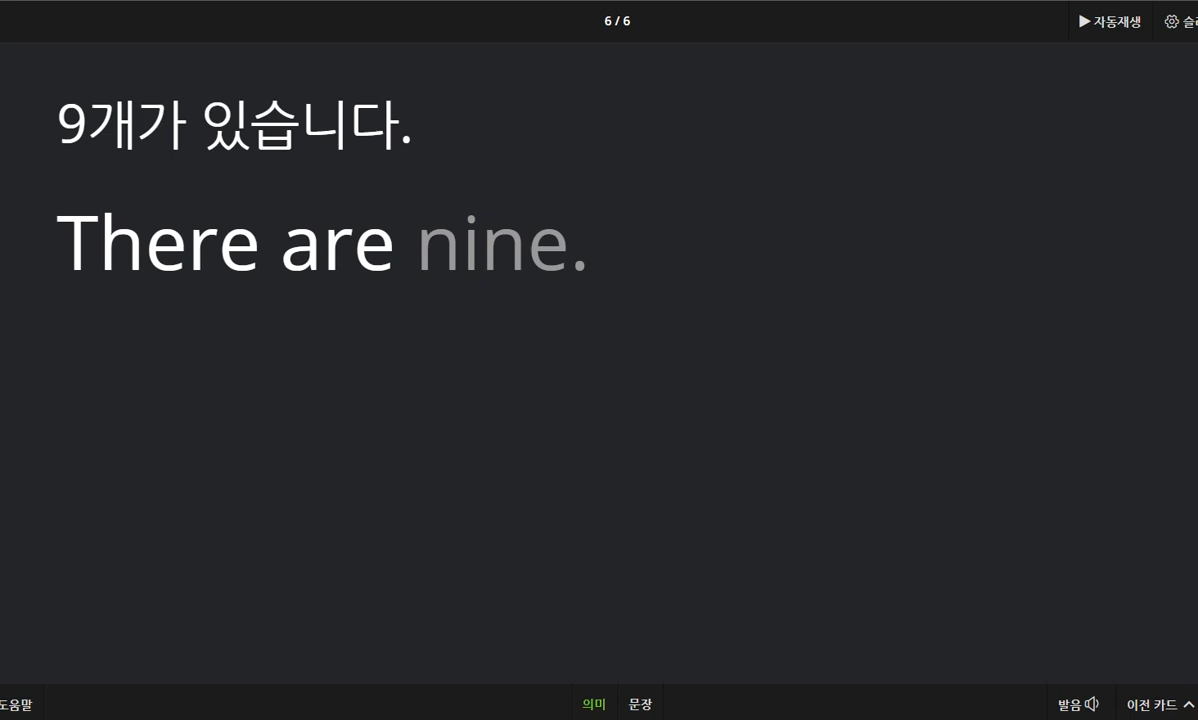 6 / 6
자동재생
슬
9개가 있습니다.
There are nine.
도움말
의미
문장
발음
이전 카드